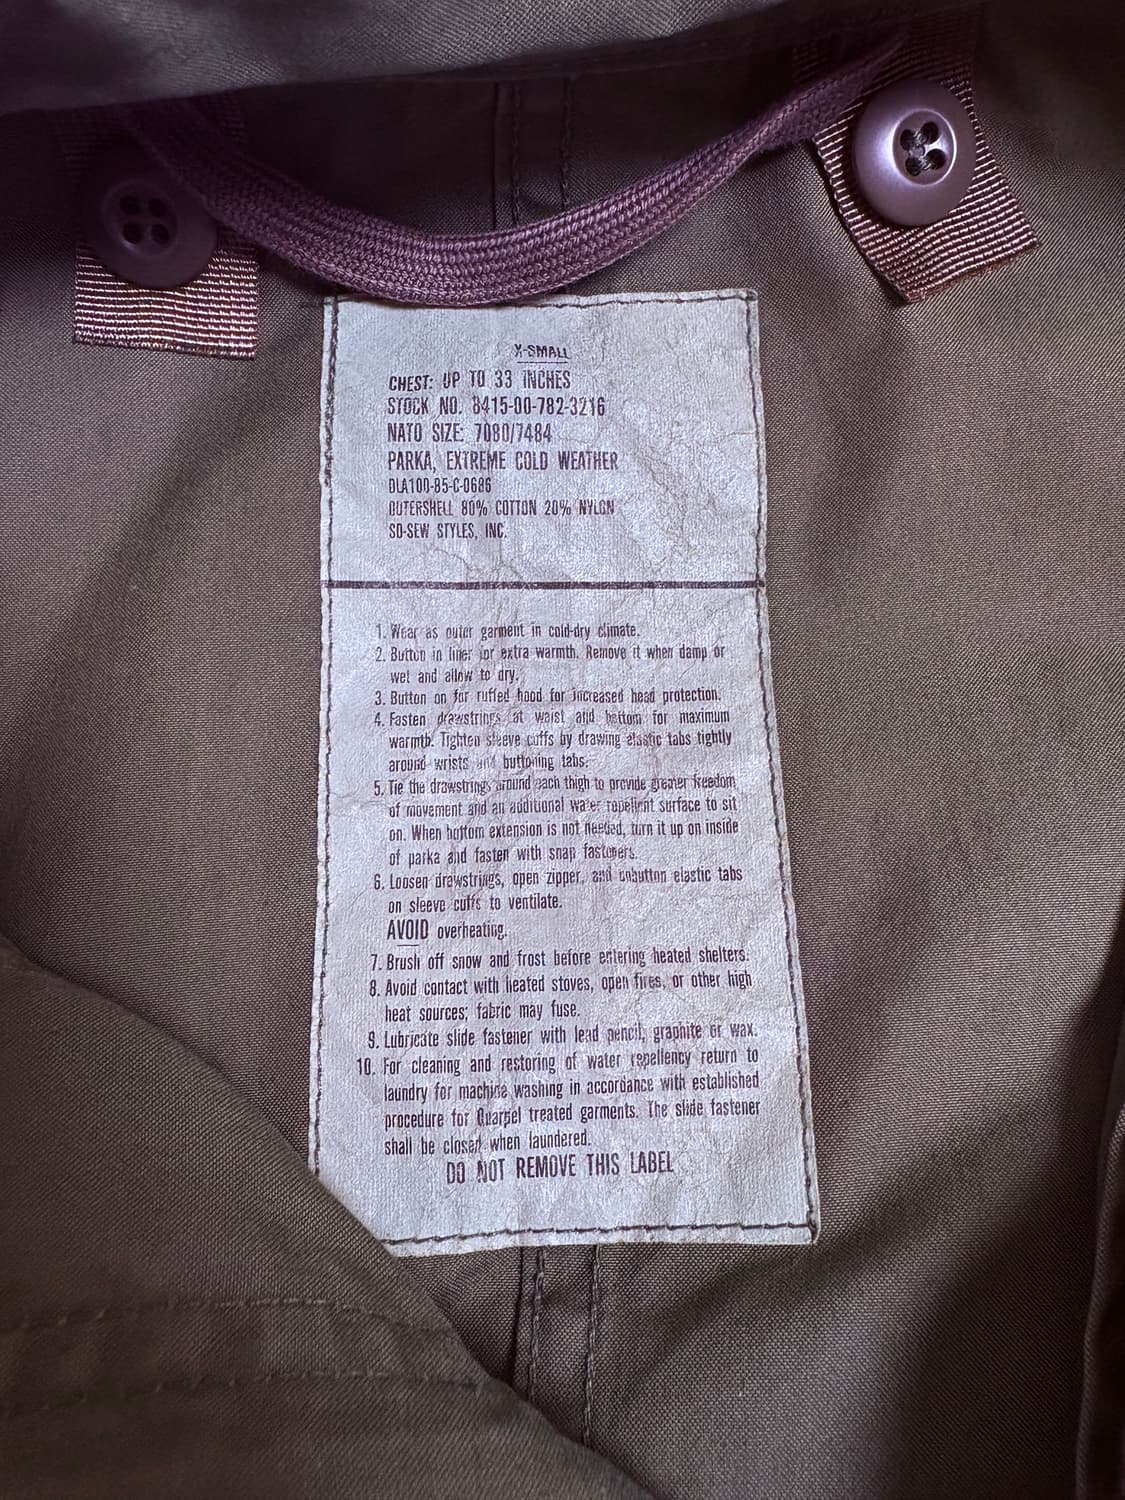 X-SMALL
CHEST: UP TO 33 INCHES
STOCK NO. 8415-00-782-3216
NATO SIZE: 7080/7484
PARKA, EXTREME COLD WEATHER
DLA100-85-C-0686
OUTERSHELL 80% COTTON 20% NYLON
SO-SEW STYLES, INC.
1. Wear as outer garment in cold-dry climate.
2. Button in liner for extra warmth. Remove it when damp or
wet and allow to dry.
3. Button on fur ruffed hood for increased head protection.
4. Fasten drawstrings at waist and bottom for maximum
warmth. Tighten sleeve cuffs by drawing elastic tabs tightly
around wrists and buttoning tabs.
5. Tie the drawstrings around each thigh to provide greater freedom
of movement and an additional water repellent surface to sit
on. When bottom extension is not needed, turn it up on inside
of parka and fasten with snap fasteners.
6. Loosen drawstrings, open zipper, and unbutton elastic tabs
on sleeve cuffs to ventilate.
AVOID overheating.
7. Brush off snow and frost before entering heated shelters.
8. Avoid contact with heated stoves, open fires, or other high
heat sources; fabric may fuse.
9. Lubricate slide fastener with lead pencil, graphite or wax.
10. For cleaning and restoring of water repellency return to
laundry for machine washing in accordance with established
procedure for Quarpel treated garments. The slide fastener
shall be closed when laundered.
DO NOT REMOVE THIS LABEL